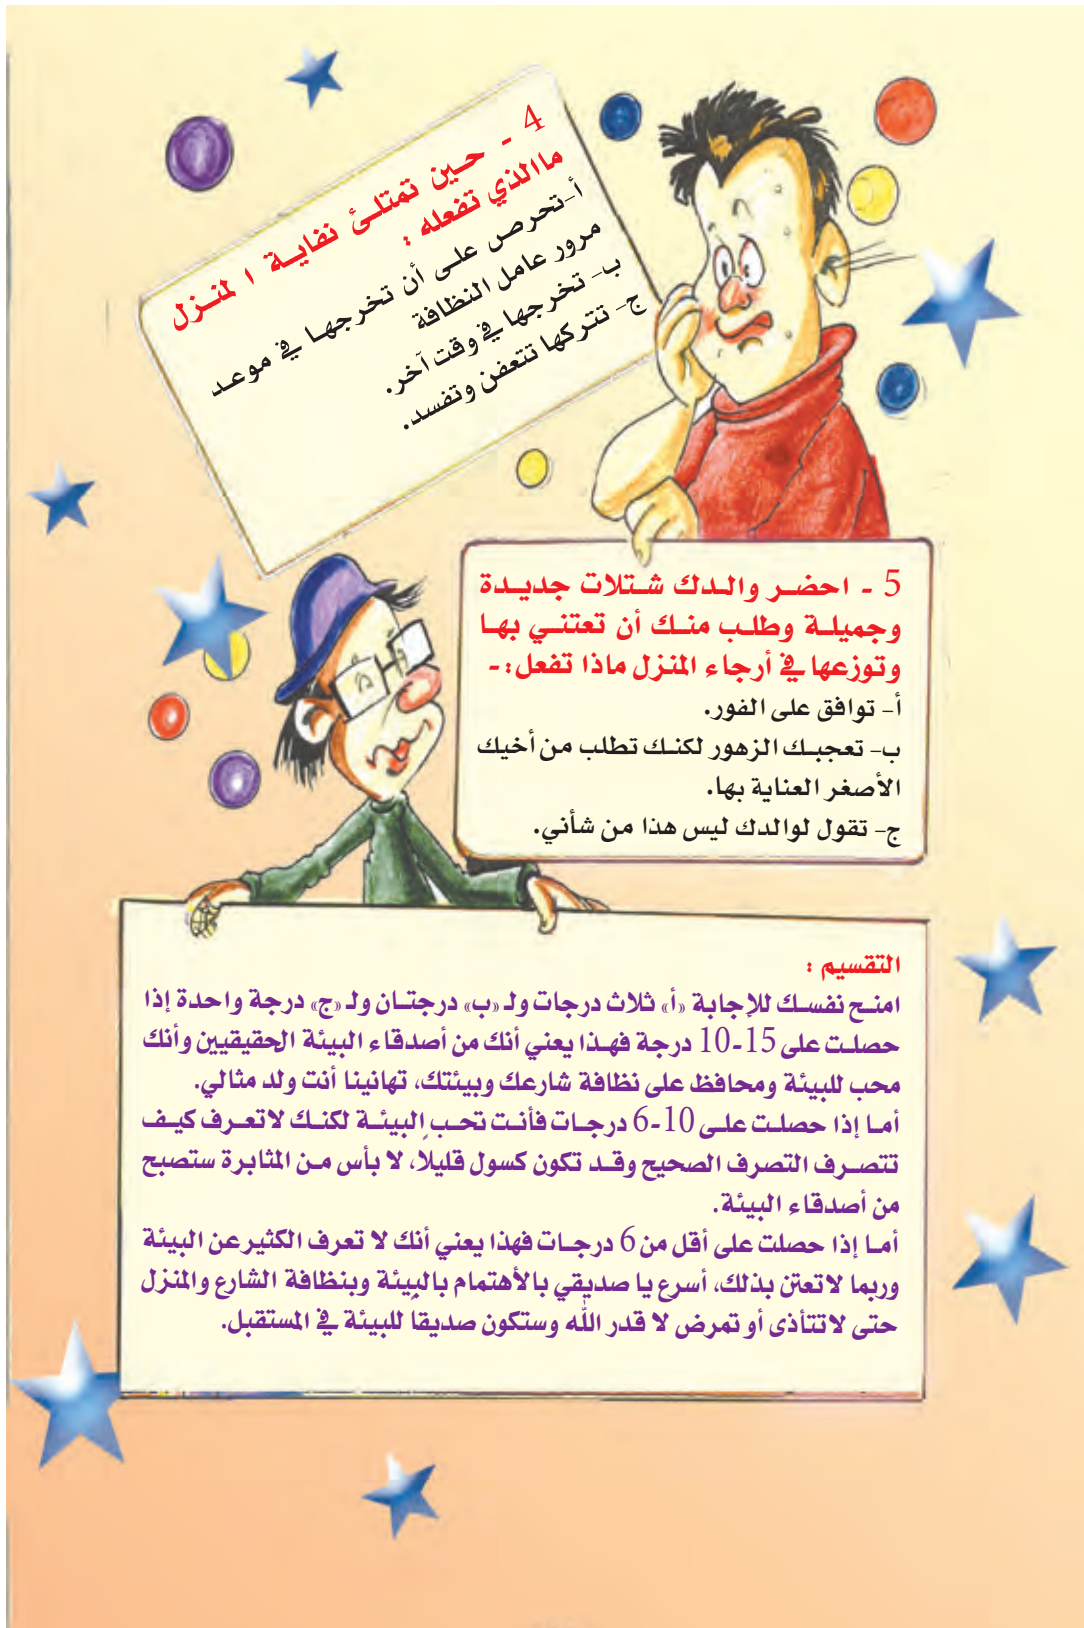 4 - حين تمتلئ نفاية ا لمنزل
ماالذي تفعله :
أ-تحرص على أن تخرجها في موعد
مرور عامل النظافة
ب- تخرجها في وقت آخر.
ج- تتركها تتعفن وتفسد.
5 - احضر والدك شتلات جديدة
وجميلة وطلب منك أن تعتني بها
وتوزعها في أرجاء المنزل ماذا تفعل:-
أ- توافق على الفور.
ب- تعجبك الزهور لكنك تطلب من أخيك
الأصغر العناية بها.
ج- تقول لوالدك ليس هذا من شأني.
التقسيم :
امنح نفسك للإجابة «أ» ثلاث درجات ولـ «ب» درجتان ولـ «ج» درجة واحدة إذا
حصلت على 15-10 درجة فهذا يعني أنك من أصدقاء البيئة الحقيقيين وأنك
محب للبيئة ومحافظ على نظافة شارعك وبيئتك، تهانينا أنت ولد مثالي.
أما إذا حصلت على 10-6 درجات فأنت تحب البيئة لكنك لاتعرف كيف
تتصرف التصرف الصحيح وقد تكون كسول قليلا، لا بأس من المثابرة ستصبح
من أصدقاء البيئة.
أما إذا حصلت على أقل من 6 درجات فهذا يعني أنك لا تعرف الكثير عن البيئة
وربما لاتعتن بذلك، أسرع يا صديقي بالأهتمام بالبيئة وبنظافة الشارع والمنزل
حتى لاتتأذى أو تمرض لا قدر الله وستكون صديقا للبيئة في المستقبل.